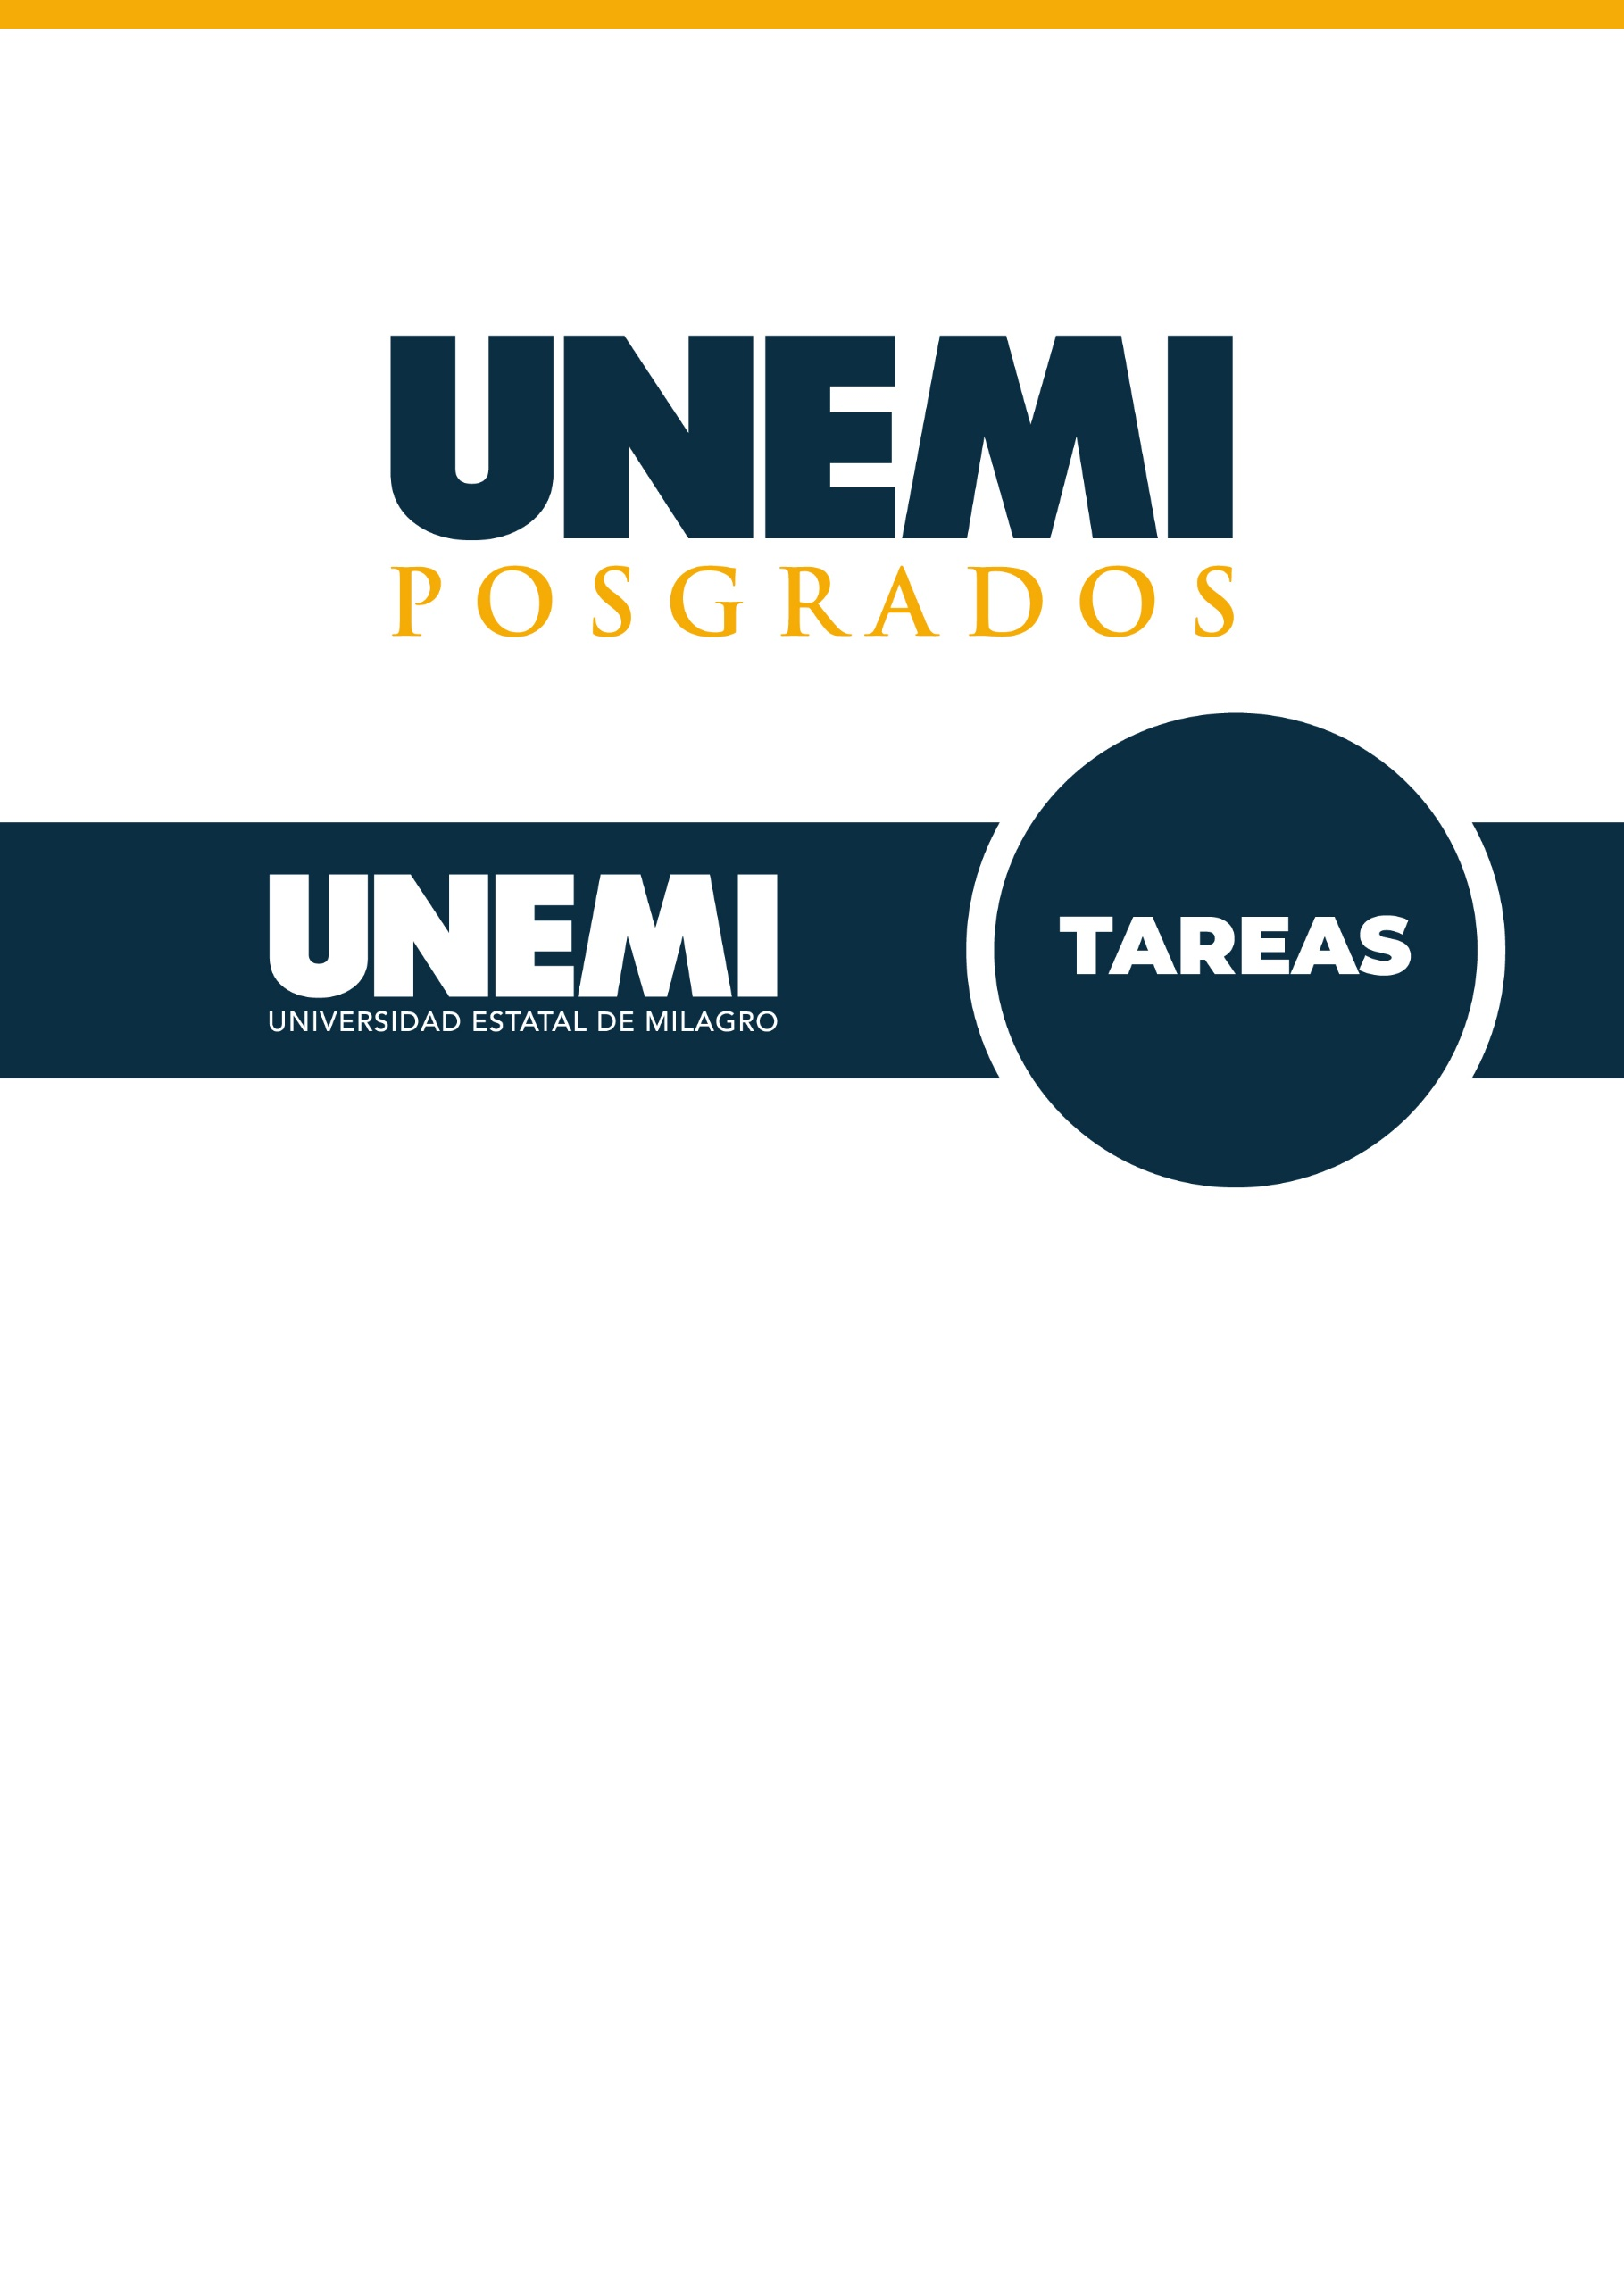 UNEMI
POSGRADOS
UNEMI
UNIVERSIDAD ESTATAL DE MILAGRO
TAREAS